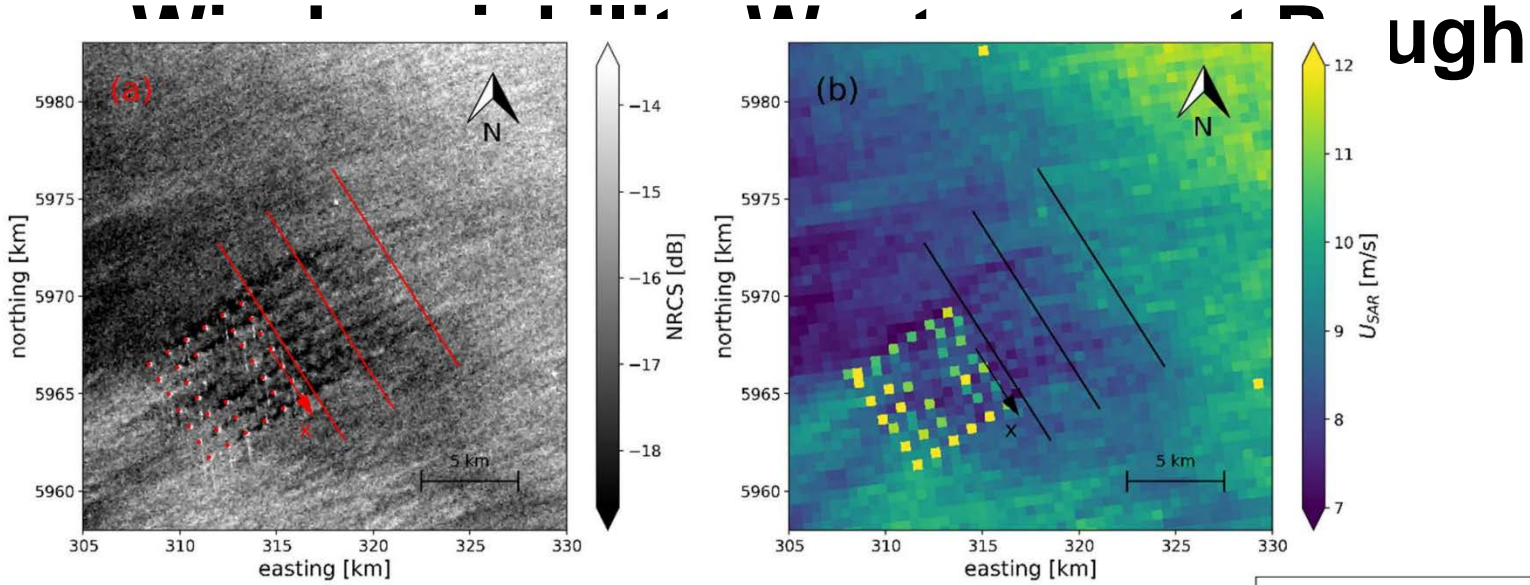 ugh
(a)
N
5980
5975
5970
5965
5960
northing [km]
305 310 315 320 325 330
easting [km]
x
5 km
−14
−15
−16
−17
−18
NRCS [dB]
(b)
N
5980
5975
5970
5965
5960
northing [km]
305 310 315 320 325 330
easting [km]
x
5 km
12
11
10
9
8
7
U_SAR [m/s]